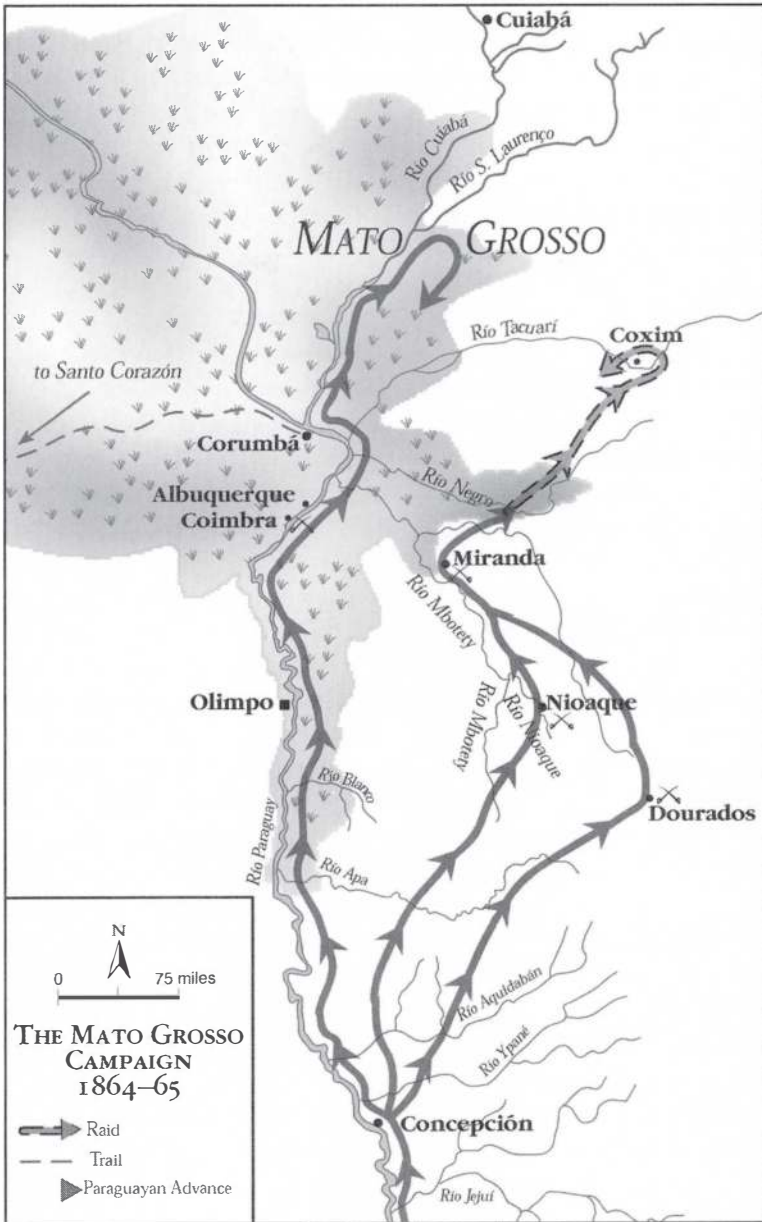 Cuiabá
Río Cuiabá
Río S. Laurenço
MATO GROSSO
Río Tacuarí
Coxim
to Santo Corazón
Corumbá
Río Negro
Albuquerque
Coimbra
Miranda
Río Mbotety
Olimpo
Río Mbotety
Río Nioaque
Nioaque
Río Blanco
Dourados
Río Paraguay
Río Apa
N
0 75 miles
Río Aquidabán
THE MATO GROSSO
CAMPAIGN
1864–65
Río Ypané
Raid
Concepción
Trail
Paraguayan Advance
Río Jejuí